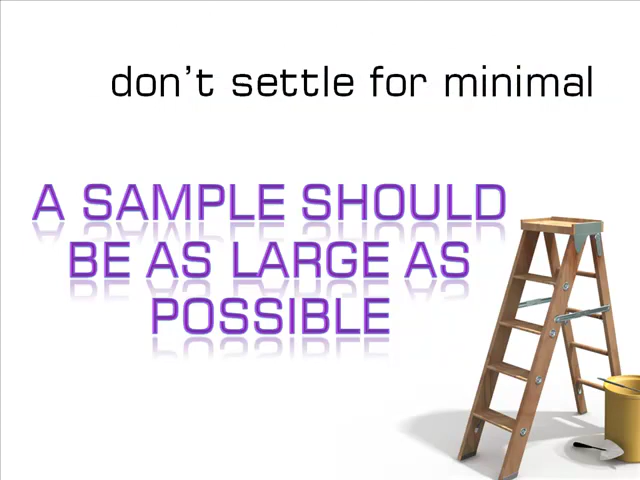 don't settle for minimal
A SAMPLE SHOULD
BE AS LARGE AS
POSSIBLE